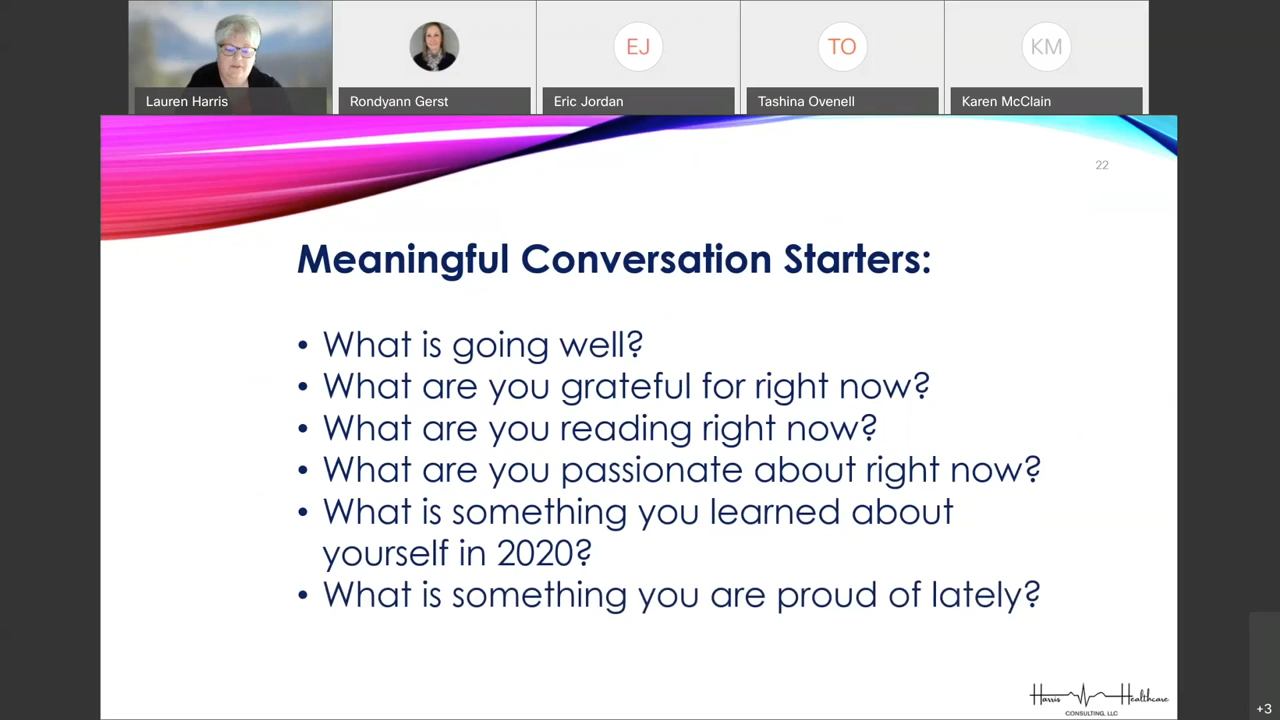 EJ
TO
KM
Lauren Harris
Rondyann Gerst
Eric Jordan
Tashina Ovenell
Karen McClain
22
Meaningful Conversation Starters:
• What is going well?
• What are you grateful for right now?
• What are you reading right now?
• What are you passionate about right now?
• What is something you learned about
yourself in 2020?
• What is something you are proud of lately?
Harris Healthcare
CONSULTING, LLC
+3